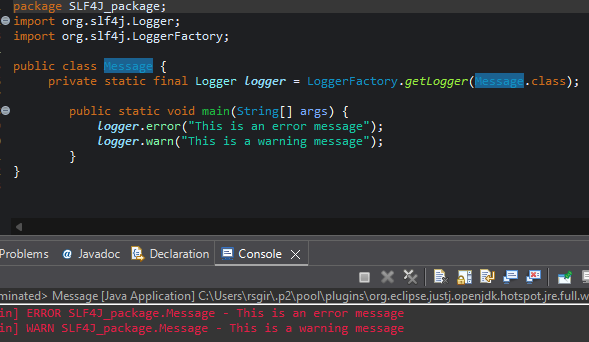 package SLF4J_package;
import org.slf4j.Logger;
import org.slf4j.LoggerFactory;
public class Message {
private static final Logger logger = LoggerFactory.getLogger(Message.class);
public static void main(String[] args) {
logger.error("This is an error message");
logger.warn("This is a warning message");
}
}
Problems @ Javadoc Declaration Console
minated> Message [Java Application] C:\Users\rsgir\.p2\pool\plugins\org.eclipse.justj.openjdk.hotspot.jre.full.w
in] ERROR SLF4J_package.Message - This is an error message
in] WARN SLF4J_package.Message - This is a warning message